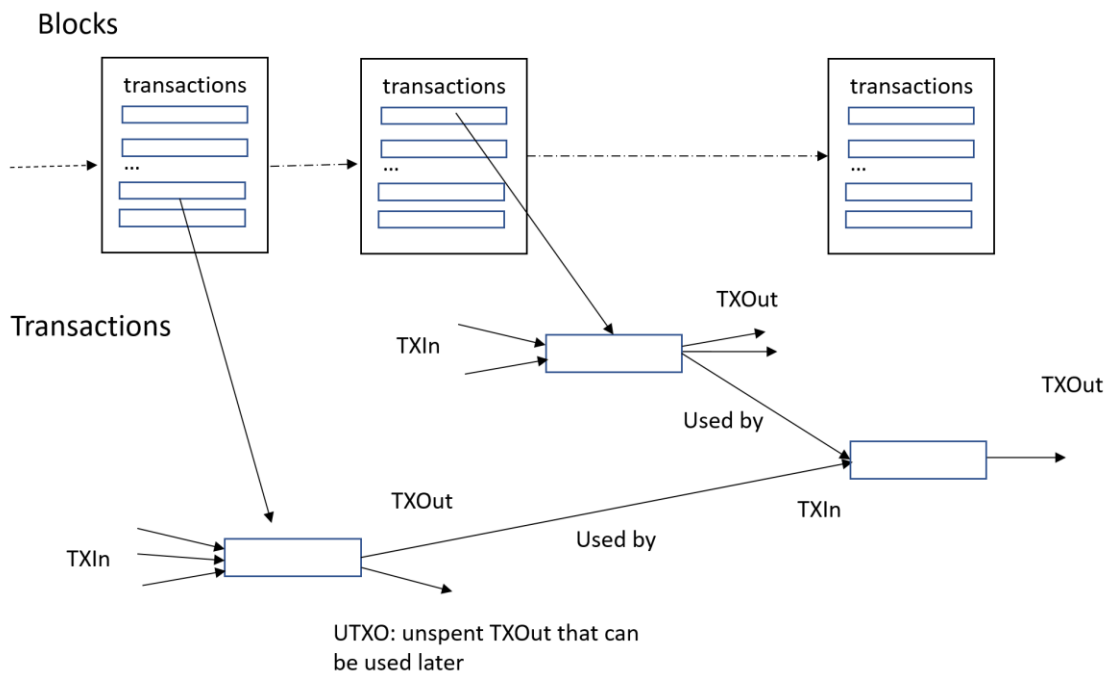 Blocks
transactions
transactions
transactions
...
...
...
Transactions
TXOut
TXIn
TXOut
Used by
TXOut
TXIn
Used by
TXIn
UTXO: unspent TXOut that can
be used later